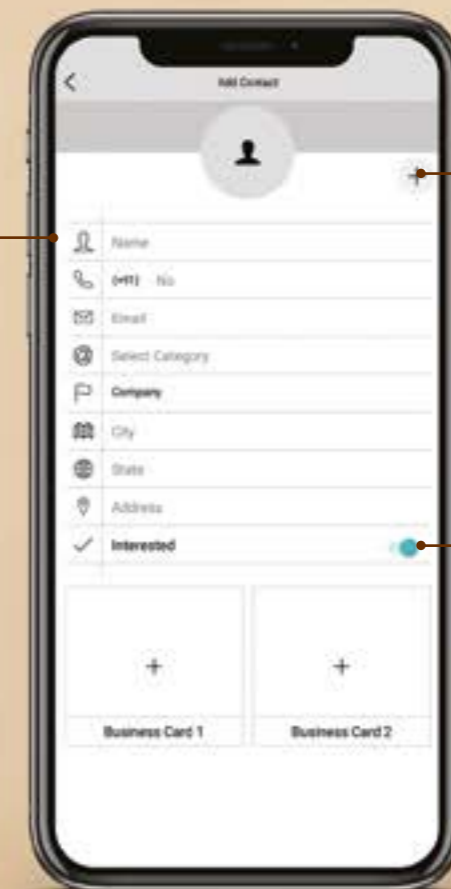 Add Contact
Name
(+91) No
Email
Select Category
Company
City
State
Address
Interested
Business Card 1
Business Card 2